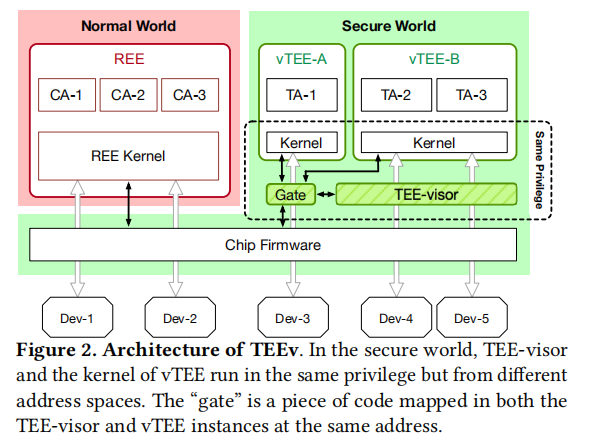 Normal World
Secure World
REE
vTEE-A
vTEE-B
CA-1
CA-2
CA-3
TA-1
TA-2
TA-3
REE Kernel
Kernel
Kernel
Same Privilege
Gate
TEE-visor
Chip Firmware
Dev-1
Dev-2
Dev-3
Dev-4
Dev-5
Figure 2. Architecture of TEEv. In the secure world, TEE-visor
and the kernel of vTEE run in the same privilege but from different
address spaces. The “gate” is a piece of code mapped in both the
TEE-visor and vTEE instances at the same address.